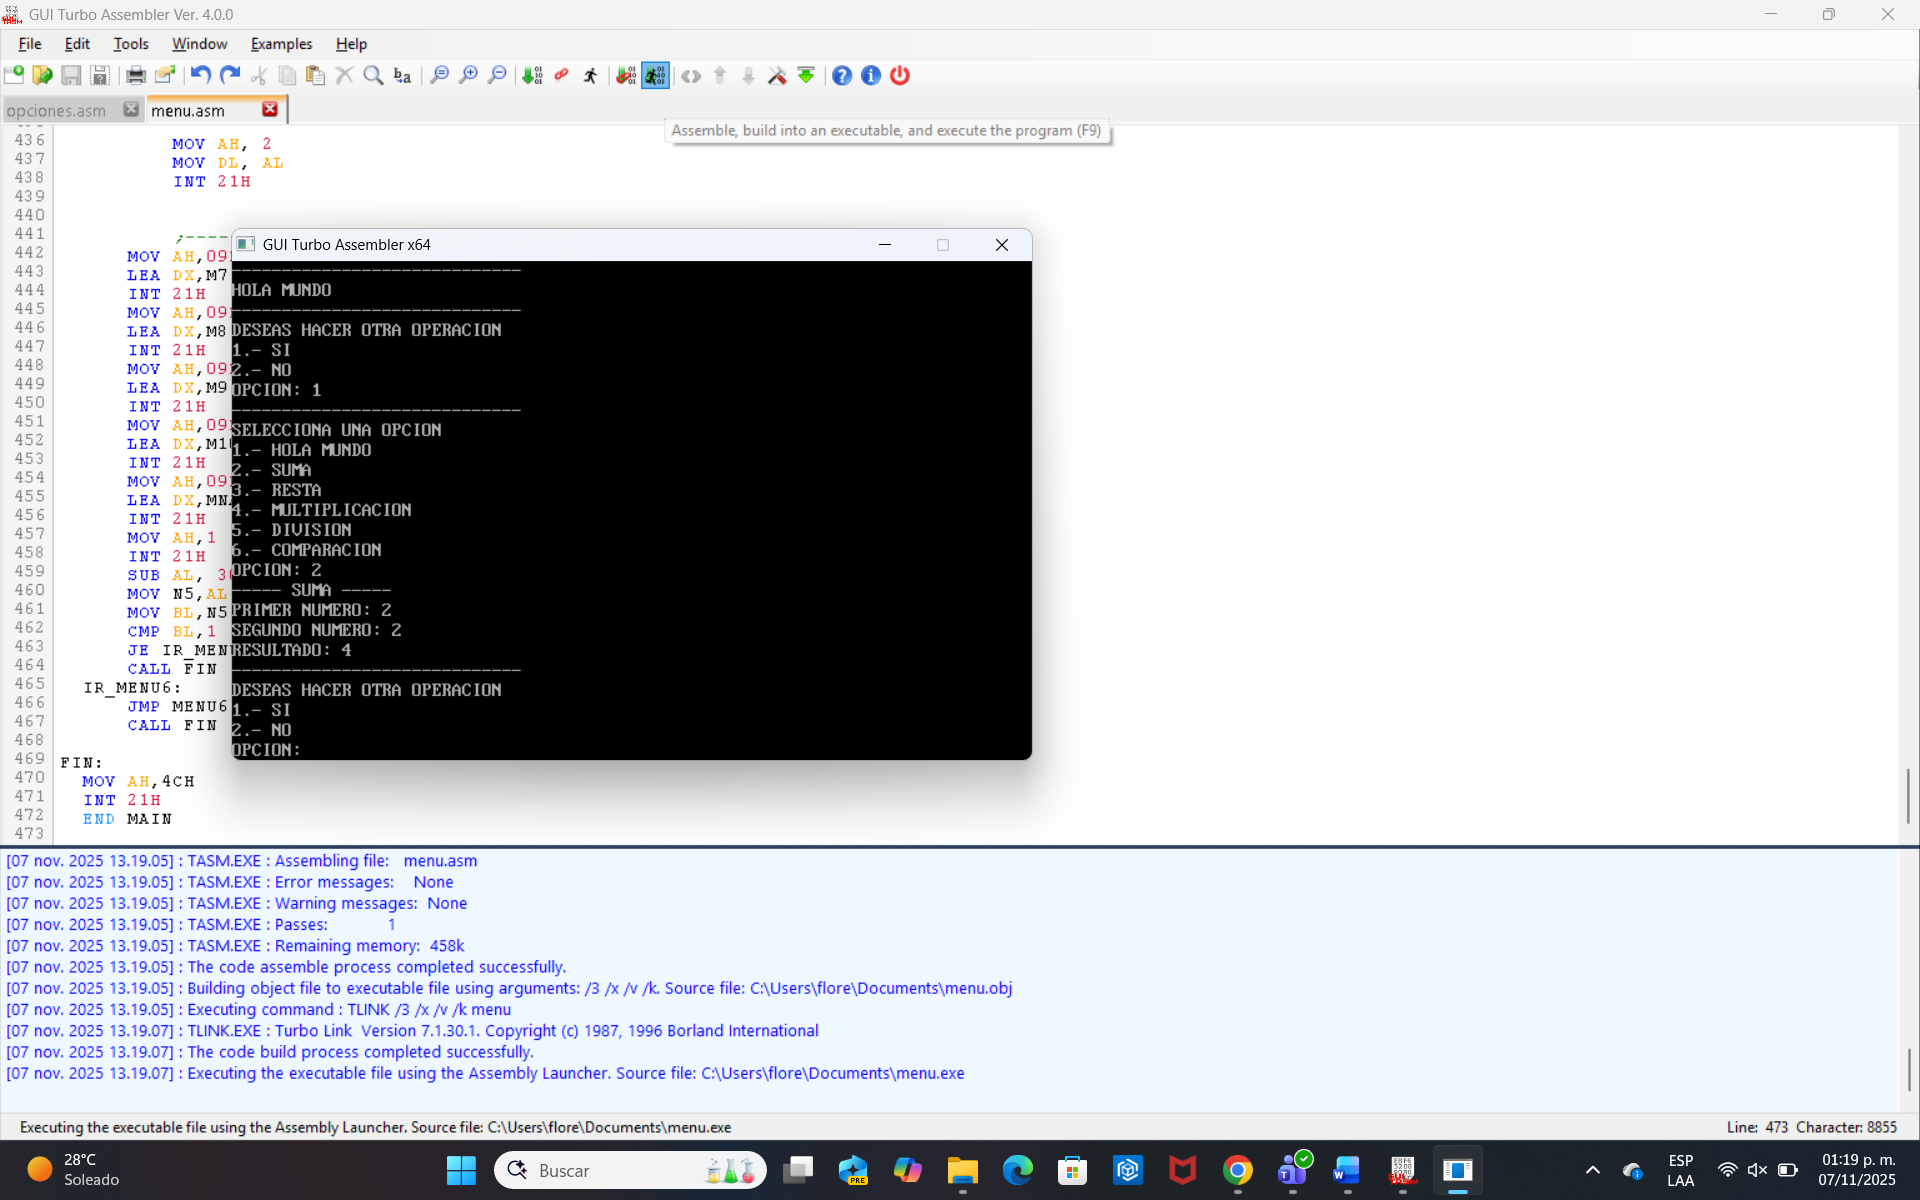 GUI Turbo Assembler Ver. 4.0.0
File Edit Tools Window Examples Help
opciones.asm menu.asm
Assemble, build into an executable, and execute the program (F9)
436 MOV AH, 2
437 MOV DL, AL
438 INT 21H
439
440
441 ;----
442 MOV AH,09
443 LEA DX,M7
444 INT 21H
445 MOV AH,09
446 LEA DX,M8
447 INT 21H
448 MOV AH,09
449 LEA DX,M9
450 INT 21H
451 MOV AH,09
452 LEA DX,M1
453 INT 21H
454 MOV AH,09
455 LEA DX,MN
456 INT 21H
457 MOV AH,1
458 INT 21H
459 SUB AL, 3
460 MOV N5,AL
461 MOV BL,N5
462 CMP BL,1
463 JE IR_MEN
464 CALL FIN
465 IR_MENU6:
466 JMP MENU6
467 CALL FIN
468
469 FIN:
470 MOV AH,4CH
471 INT 21H
472 END MAIN
473
GUI Turbo Assembler x64
-----------------------------
HOLA MUNDO
-----------------------------
DESEAS HACER OTRA OPERACION
1.- SI
2.- NO
OPCION: 1
-----------------------------
SELECCIONA UNA OPCION
1.- HOLA MUNDO
2.- SUMA
3.- RESTA
4.- MULTIPLICACION
5.- DIVISION
6.- COMPARACION
OPCION: 2
----- SUMA -----
PRIMER NUMERO: 2
SEGUNDO NUMERO: 2
RESULTADO: 4
-----------------------------
DESEAS HACER OTRA OPERACION
1.- SI
2.- NO
OPCION:
[07 nov. 2025 13.19.05] : TASM.EXE : Assembling file: menu.asm
[07 nov. 2025 13.19.05] : TASM.EXE : Error messages: None
[07 nov. 2025 13.19.05] : TASM.EXE : Warning messages: None
[07 nov. 2025 13.19.05] : TASM.EXE : Passes: 1
[07 nov. 2025 13.19.05] : TASM.EXE : Remaining memory: 458k
[07 nov. 2025 13.19.05] : The code assemble process completed successfully.
[07 nov. 2025 13.19.05] : Building object file to executable file using arguments: /3 /x /v /k. Source file: C:\Users\flore\Documents\menu.obj
[07 nov. 2025 13.19.05] : Executing command : TLINK /3 /x /v /k menu
[07 nov. 2025 13.19.07] : TLINK.EXE : Turbo Link Version 7.1.30.1. Copyright (c) 1987, 1996 Borland International
[07 nov. 2025 13.19.07] : The code build process completed successfully.
[07 nov. 2025 13.19.07] : Executing the executable file using the Assembly Launcher. Source file: C:\Users\flore\Documents\menu.exe
Executing the executable file using the Assembly Launcher. Source file: C:\Users\flore\Documents\menu.exe
Line: 473 Character: 8855
28°C
Soleado
Buscar
PRE
ESP
LAA
01:19 p. m.
07/11/2025